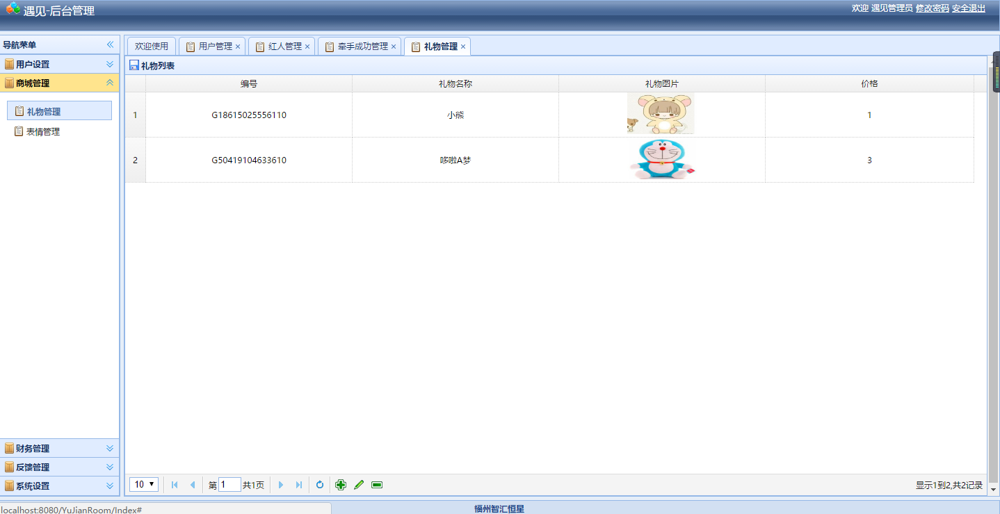 遇见-后台管理
欢迎 遇见管理员 修改密码 安全退出
导航菜单
欢迎使用 用户管理 红人管理 牵手成功管理 礼物管理
用户设置
商城管理
礼物管理
表情管理
礼物列表
编号 礼物名称 礼物图片 价格
1 G18615025556110 小熊 1
2 G50419104633610 哆啦A梦 3
财务管理
反馈管理
系统设置
10 第 1 共1页
显示1到2,共2记录
localhost:8080/YuJianRoom/Index#
福州智汇恒星